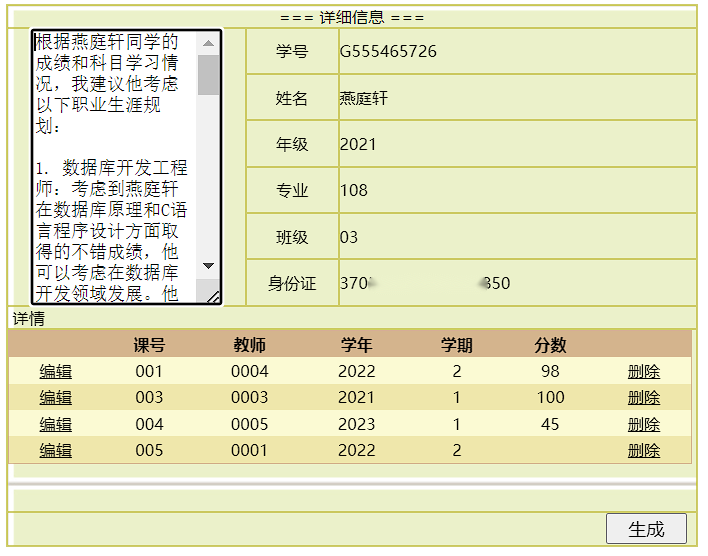 === 详细信息 ===
根据燕庭轩同学的
成绩和科目学习情
况，我建议他考虑
以下职业生涯规
划：
1. 数据库开发工程
师：考虑到燕庭轩
在数据库原理和C语
言程序设计方面取
得的不错成绩，他
可以考虑在数据库
开发领域发展。他
学号 G555465726
姓名 燕庭轩
年级 2021
专业 108
班级 03
身份证 370 850
详情
课号 教师 学年 学期 分数
编辑 001 0004 2022 2 98 删除
编辑 003 0003 2021 1 100 删除
编辑 004 0005 2023 1 45 删除
编辑 005 0001 2022 2 删除
生成